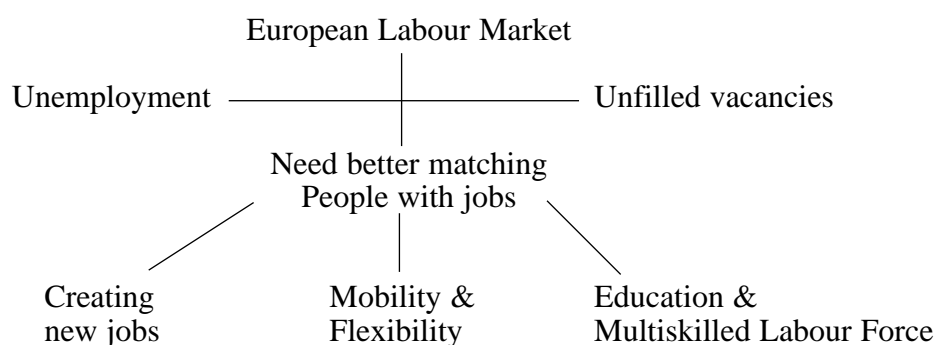 European Labour Market
Unemployment
Unfilled vacancies
Need better matching
People with jobs
Creating
new jobs
Mobility &
Flexibility
Education &
Multiskilled Labour Force